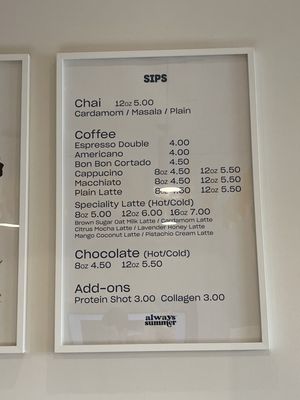 SIPS
Chai 12oz 5.00
Cardamom / Masala / Plain
Coffee
Espresso Double 4.00
Americano 4.00
Bon Bon Cortado 4.50
Cappucino 8oz 4.50 12oz 5.50
Macchiato 8oz 4.50 12oz 5.50
Plain Latte 8oz 4.50 12oz 5.50
Speciality Latte (Hot/Cold)
8oz 5.00 12oz 6.00 16oz 7.00
Brown Sugar Oat Milk Latte / Cardamom Latte
Citrus Mocha Latte / Lavender Honey Latte
Mango Coconut Latte / Pistachio Cream Latte
Chocolate (Hot/Cold)
8oz 4.50 12oz 5.50
Add-ons
Protein Shot 3.00 Collagen 3.00
always
summer